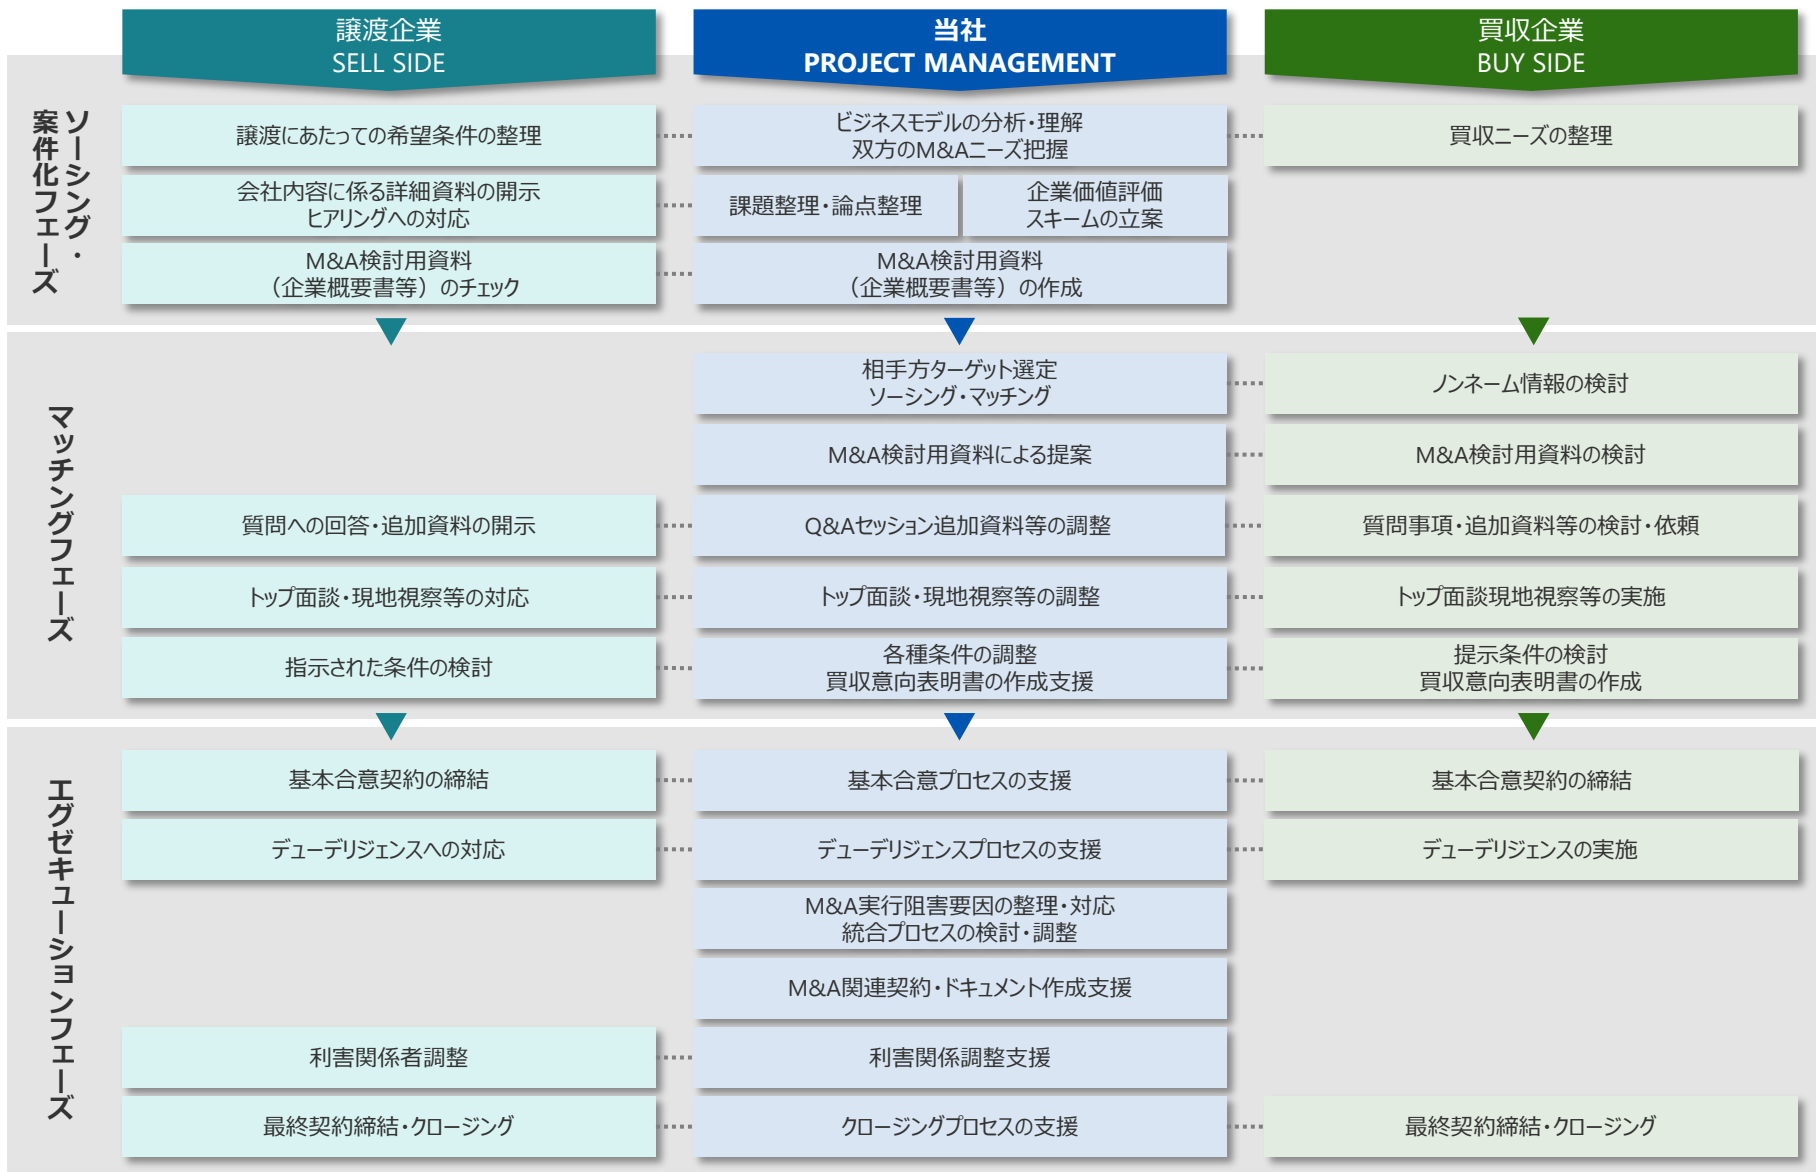 譲渡企業
SELL SIDE
当社
PROJECT MANAGEMENT
買収企業
BUY SIDE
ソーシング・
案件化フェーズ
譲渡にあたっての希望条件の整理
ビジネスモデルの分析・理解
双方のM&Aニーズ把握
買収ニーズの整理
会社内容に係る詳細資料の開示
ヒアリングへの対応
課題整理・論点整理
企業価値評価
スキームの立案
M&A検討用資料
（企業概要書等）のチェック
M&A検討用資料
（企業概要書等）の作成
マッチングフェーズ
相手方ターゲット選定
ソーシング・マッチング
ノンネーム情報の検討
M&A検討用資料による提案
M&A検討用資料の検討
質問への回答・追加資料の開示
Q&Aセッション追加資料等の調整
質問事項・追加資料等の検討・依頼
トップ面談・現地視察等の対応
トップ面談・現地視察等の調整
トップ面談現地視察等の実施
指示された条件の検討
各種条件の調整
買収意向表明書の作成支援
提示条件の検討
買収意向表明書の作成
エグゼキューションフェーズ
基本合意契約の締結
基本合意プロセスの支援
基本合意契約の締結
デューデリジェンスへの対応
デューデリジェンスプロセスの支援
デューデリジェンスの実施
M&A実行阻害要因の整理・対応
統合プロセスの検討・調整
M&A関連契約・ドキュメント作成支援
利害関係者調整
利害関係調整支援
最終契約締結・クロージング
クロージングプロセスの支援
最終契約締結・クロージング